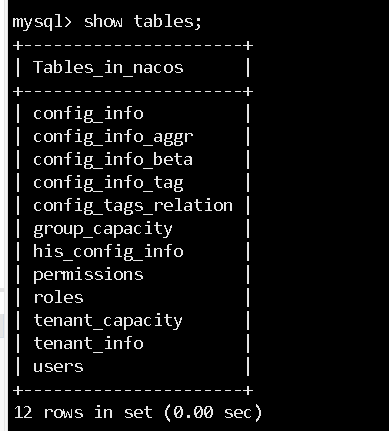 mysql> show tables;
+----------------------+
| Tables_in_nacos      |
+----------------------+
| config_info          |
| config_info_aggr     |
| config_info_beta     |
| config_info_tag      |
| config_tags_relation |
| group_capacity       |
| his_config_info      |
| permissions          |
| roles                |
| tenant_capacity      |
| tenant_info          |
| users                |
+----------------------+
12 rows in set (0.00 sec)